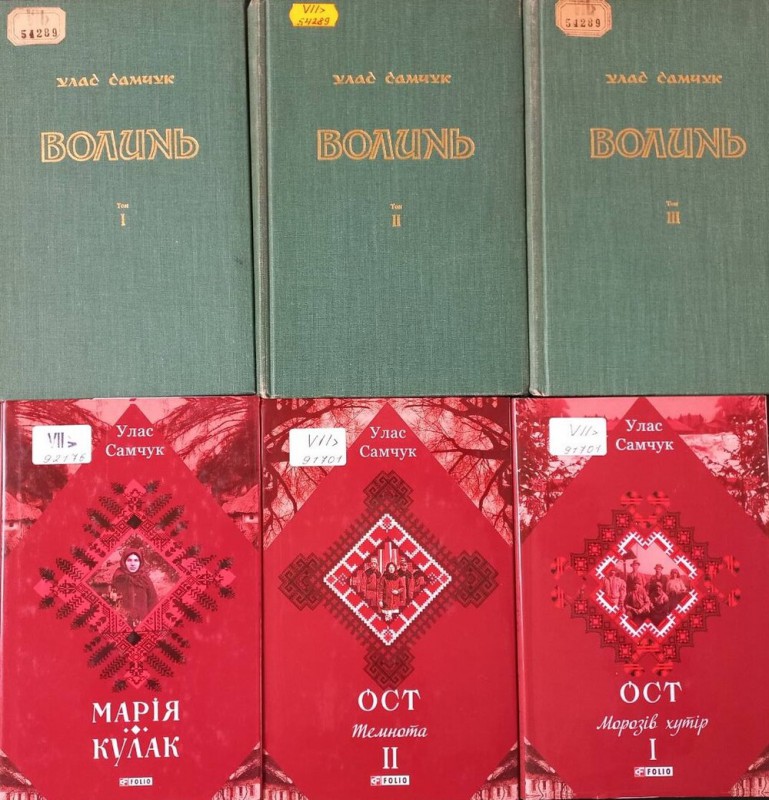 54289
Улас Самчук
ВОЛИНЬ
Том
I
VII>
54289
Улас Самчук
ВОЛИНЬ
Том
II
54289
Улас Самчук
ВОЛИНЬ
Том
III
VII>
92176
Улас
Самчук
МАРІЯ
КУЛАК
FOLIO
VII>
91701
Улас
Самчук
ОСТ
Темнота
II
FOLIO
VII>
91701
Улас
Самчук
ОСТ
Морозів хутір
I
FOLIO